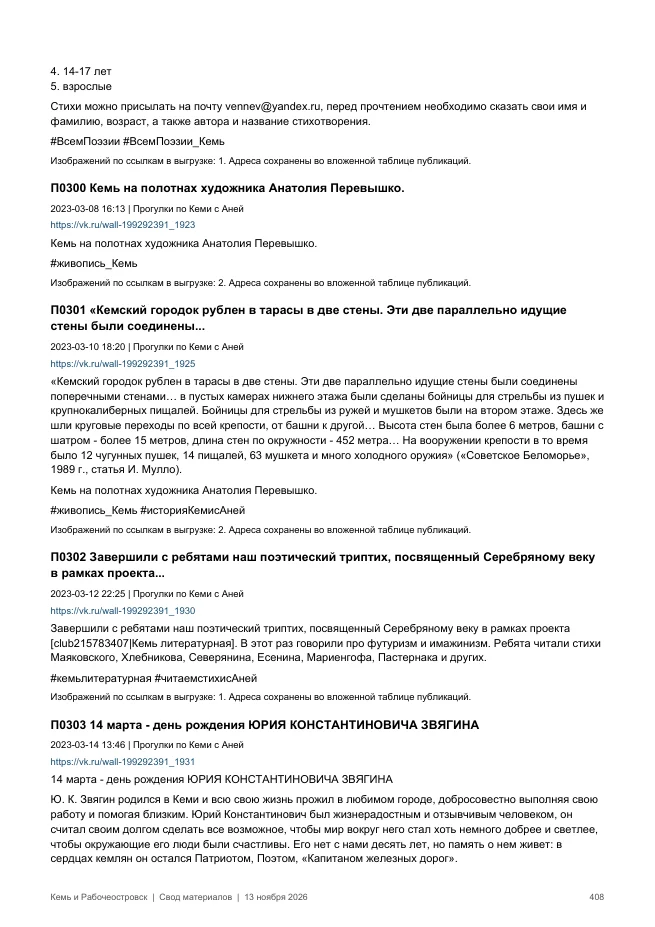 4. 14-17 лет
5. взрослые
Стихи можно присылать на почту vennev@yandex.ru, перед прочтением необходимо сказать свои имя и
фамилию, возраст, а также автора и название стихотворения.
#ВсемПоэзии #ВсемПоэзии_Кемь
Изображений по ссылкам в выгрузке: 1. Адреса сохранены во вложенной таблице публикаций.
П0300 Кемь на полотнах художника Анатолия Перевышко.
2023-03-08 16:13 | Прогулки по Кеми с Аней
https://vk.ru/wall-199292391_1923
Кемь на полотнах художника Анатолия Перевышко.
#живопись_Кемь
Изображений по ссылкам в выгрузке: 2. Адреса сохранены во вложенной таблице публикаций.
П0301 «Кемский городок рублен в тарасы в две стены. Эти две параллельно идущие
стены были соединены...
2023-03-10 18:20 | Прогулки по Кеми с Аней
https://vk.ru/wall-199292391_1925
«Кемский городок рублен в тарасы в две стены. Эти две параллельно идущие стены были соединены
поперечными стенами… в пустых камерах нижнего этажа были сделаны бойницы для стрельбы из пушек и
крупнокалиберных пищалей. Бойницы для стрельбы из ружей и мушкетов были на втором этаже. Здесь же
шли круговые переходы по всей крепости, от башни к другой… Высота стен была более 6 метров, башни с
шатром - более 15 метров, длина стен по окружности - 452 метра… На вооружении крепости в то время
было 12 чугунных пушек, 14 пищалей, 63 мушкета и много холодного оружия» («Советское Беломорье»,
1989 г., статья И. Мулло).
Кемь на полотнах художника Анатолия Перевышко.
#живопись_Кемь #историяКемисАней
Изображений по ссылкам в выгрузке: 2. Адреса сохранены во вложенной таблице публикаций.
П0302 Завершили с ребятами наш поэтический триптих, посвященный Серебряному веку
в рамках проекта...
2023-03-12 22:25 | Прогулки по Кеми с Аней
https://vk.ru/wall-199292391_1930
Завершили с ребятами наш поэтический триптих, посвященный Серебряному веку в рамках проекта
[club215783407|Кемь литературная]. В этот раз говорили про футуризм и имажинизм. Ребята читали стихи
Маяковского, Хлебникова, Северянина, Есенина, Мариенгофа, Пастернака и других.
#кемьлитературная #читаемстихисАней
Изображений по ссылкам в выгрузке: 1. Адреса сохранены во вложенной таблице публикаций.
П0303 14 марта - день рождения ЮРИЯ КОНСТАНТИНОВИЧА ЗВЯГИНА
2023-03-14 13:46 | Прогулки по Кеми с Аней
https://vk.ru/wall-199292391_1931
14 марта - день рождения ЮРИЯ КОНСТАНТИНОВИЧА ЗВЯГИНА
Ю. К. Звягин родился в Кеми и всю свою жизнь прожил в любимом городе, добросовестно выполняя свою
работу и помогая близким. Юрий Константинович был жизнерадостным и отзывчивым человеком, он
считал своим долгом сделать все возможное, чтобы мир вокруг него стал хоть немного добрее и светлее,
чтобы окружающие его люди были счастливы. Его нет с нами десять лет, но память о нем живет: в
сердцах кемлян он остался Патриотом, Поэтом, «Капитаном железных дорог».
Кемь и Рабочеостровск | Свод материалов | 13 ноября 2026
408